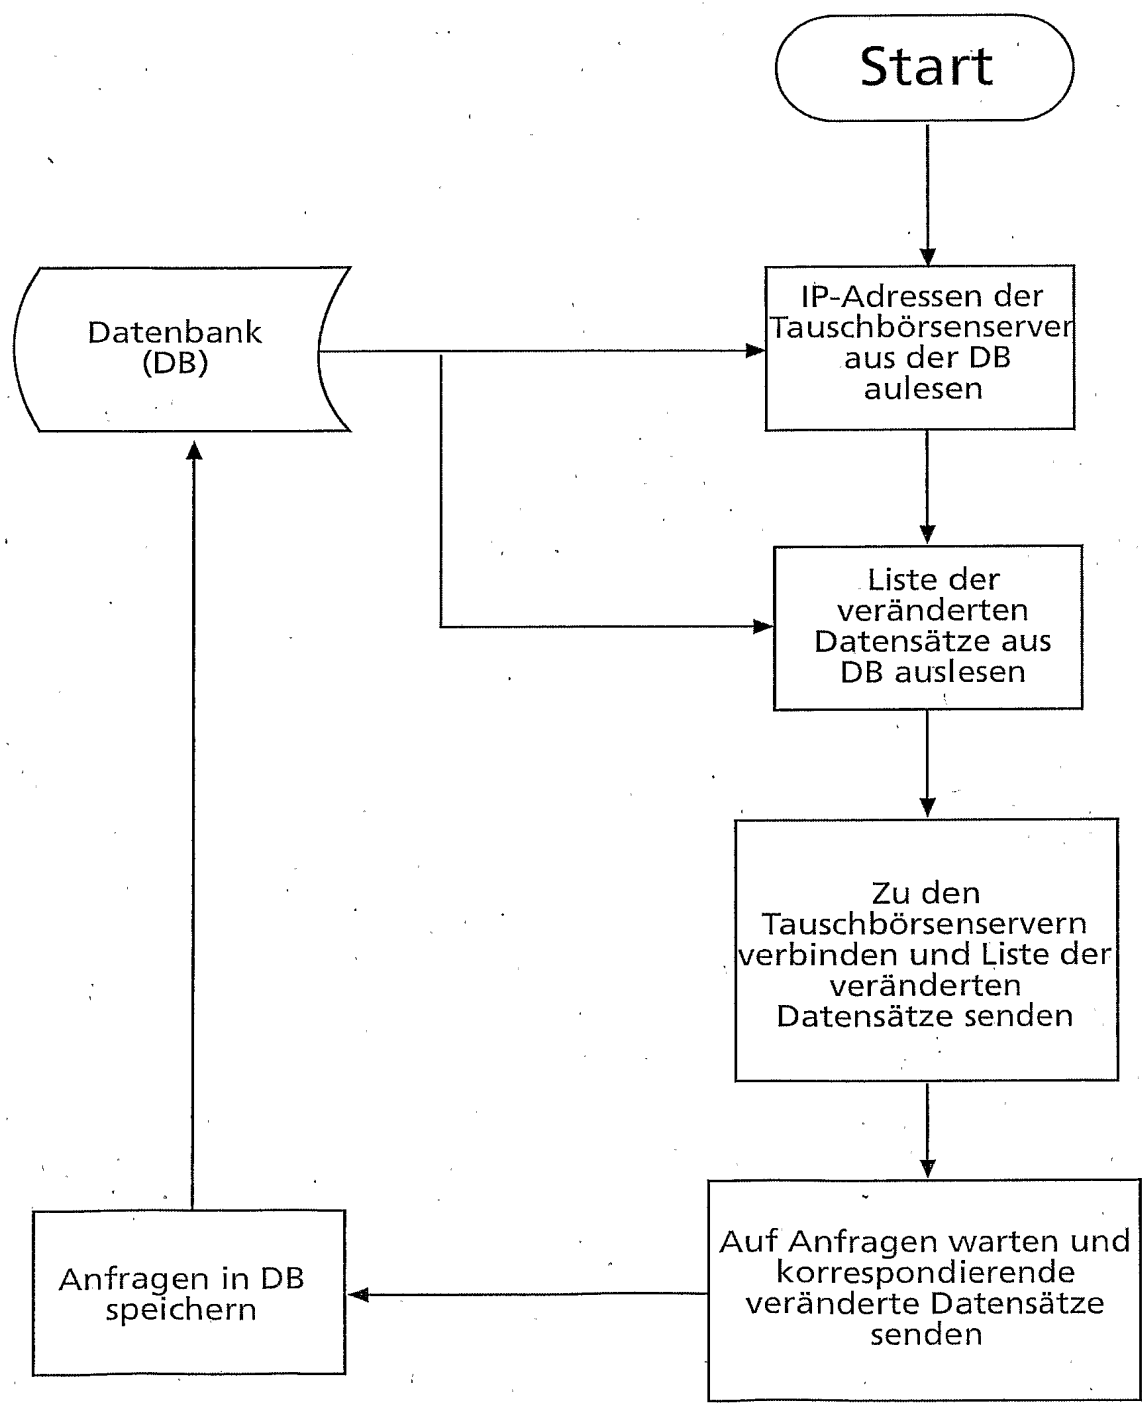 Start
Datenbank
(DB)
IP-Adressen der
Tauschbörsenserver
aus der DB
aulesen
Liste der
veränderten
Datensätze aus
DB auslesen
Zu den
Tauschbörsenservern
verbinden und Liste der
veränderten
Datensätze senden
Auf Anfragen warten und
korrespondierende
veränderte Datensätze
senden
Anfragen in DB
speichern